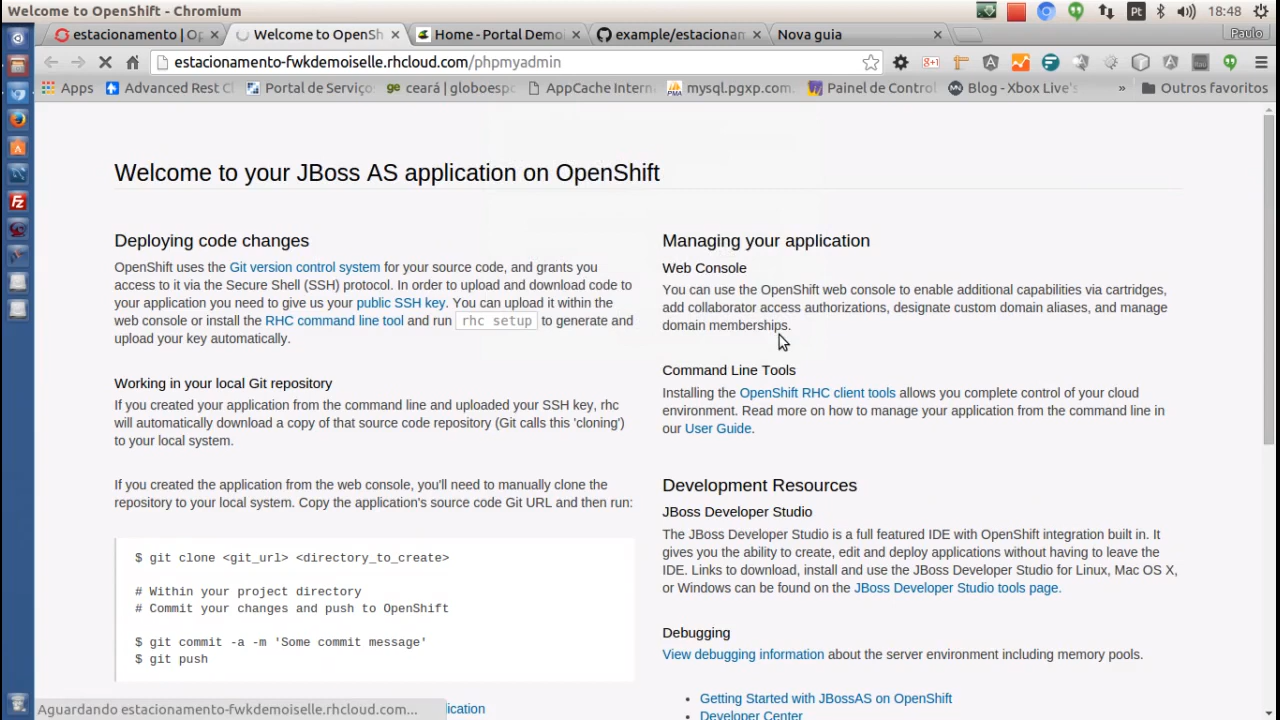 Welcome to OpenShift - Chromium
Pt
18:48
estacionamento | Op
Welcome to OpenSh
Home - Portal Demo
example/estacionam
Nova guia
Paulo
estacionamento-fwkdemoiselle.rhcloud.com/phpmyadmin
Apps
Advanced Rest Cl
Portal de Serviço
ceará | globoespo
AppCache Intern
mysql.pgxp.com.
Painel de Control
Blog - Xbox Live's
»
Outros favoritos
Welcome to your JBoss AS application on OpenShift
Deploying code changes
OpenShift uses the Git version control system for your source code, and grants you
access to it via the Secure Shell (SSH) protocol. In order to upload and download code to
your application you need to give us your public SSH key. You can upload it within the
web console or install the RHC command line tool and run rhc setup to generate and
upload your key automatically.
Working in your local Git repository
If you created your application from the command line and uploaded your SSH key, rhc
will automatically download a copy of that source code repository (Git calls this 'cloning')
to your local system.
If you created the application from the web console, you'll need to manually clone the
repository to your local system. Copy the application's source code Git URL and then run:
$ git clone <git_url> <directory_to_create>
# Within your project directory
# Commit your changes and push to OpenShift
$ git commit -a -m 'Some commit message'
$ git push
Managing your application
Web Console
You can use the OpenShift web console to enable additional capabilities via cartridges,
add collaborator access authorizations, designate custom domain aliases, and manage
domain memberships.
Command Line Tools
Installing the OpenShift RHC client tools allows you complete control of your cloud
environment. Read more on how to manage your application from the command line in
our User Guide.
Development Resources
JBoss Developer Studio
The JBoss Developer Studio is a full featured IDE with OpenShift integration built in. It
gives you the ability to create, edit and deploy applications without having to leave the
IDE. Links to download, install and use the JBoss Developer Studio for Linux, Mac OS X,
or Windows can be found on the JBoss Developer Studio tools page.
Debugging
View debugging information about the server environment including memory pools.
Getting Started with JBossAS on OpenShift
Developer Center
Aguardando estacionamento-fwkdemoiselle.rhcloud.com...
lication